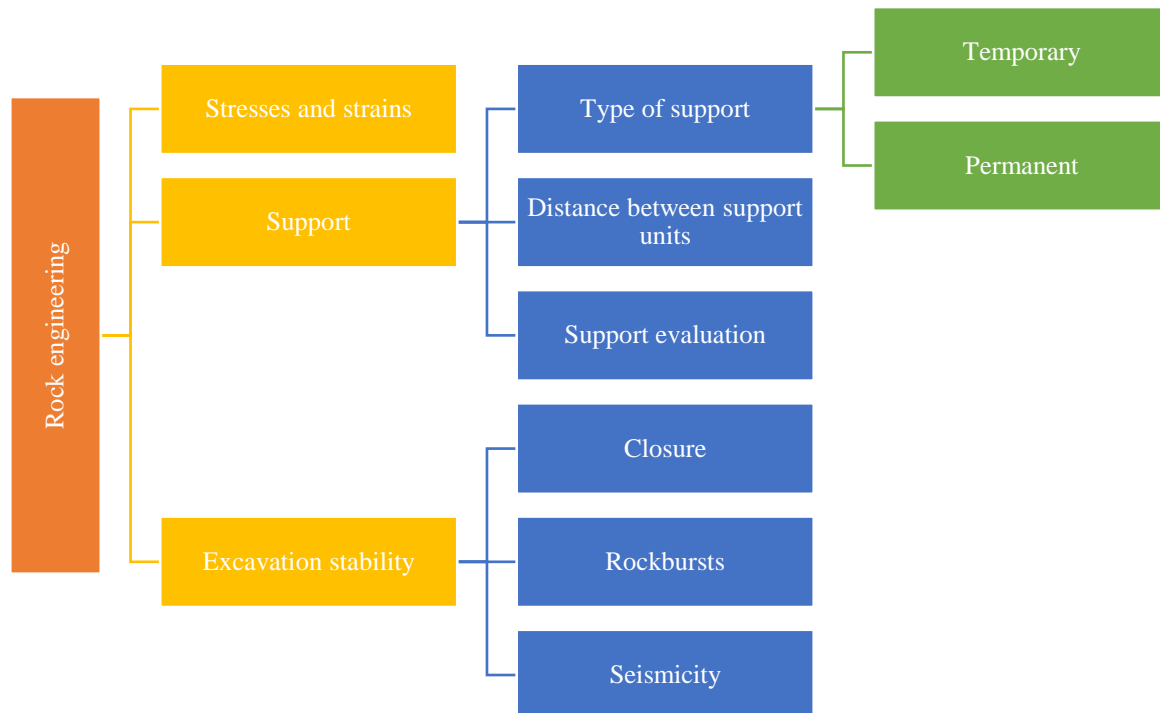 Rock engineering
Stresses and strains
Support
Type of support
Temporary
Permanent
Distance between support
units
Support evaluation
Excavation stability
Closure
Rockbursts
Seismicity